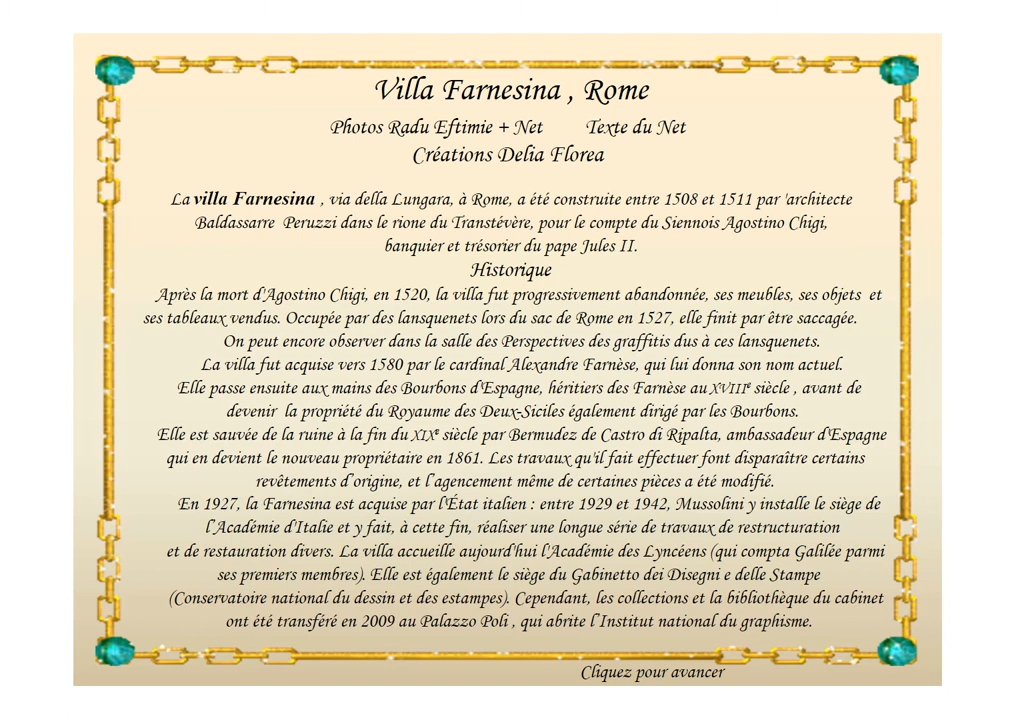 Villa Farnesina , Rome
Photos Radu Eftimie + Net Texte du Net
Créations Delia Florea
La villa Farnesina , via della Lungara, à Rome, a été construite entre 1508 et 1511 par 'architecte
Baldassarre Peruzzi dans le rione du Transtévère, pour le compte du Siennois Agostino Chigi,
banquier et trésorier du pape Jules II.
Historique
Après la mort d'Agostino Chigi, en 1520, la villa fut progressivement abandonnée, ses meubles, ses objets et
ses tableaux vendus. Occupée par des lansquenets lors du sac de Rome en 1527, elle finit par être saccagée.
On peut encore observer dans la salle des Perspectives des graffitis dus à ces lansquenets.
La villa fut acquise vers 1580 par le cardinal Alexandre Farnèse, qui lui donna son nom actuel.
Elle passe ensuite aux mains des Bourbons d'Espagne, héritiers des Farnèse au XVIIIe siècle , avant de
devenir la propriété du Royaume des Deux-Siciles également dirigé par les Bourbons.
Elle est sauvée de la ruine à la fin du XIXe siècle par Bermudez de Castro di Ripalta, ambassadeur d'Espagne
qui en devient le nouveau propriétaire en 1861. Les travaux qu'il fait effectuer font disparaître certains
revêtements d'origine, et l'agencement même de certaines pièces a été modifié.
En 1927, la Farnesina est acquise par l'État italien : entre 1929 et 1942, Mussolini y installe le siège de
l'Académie d'Italie et y fait, à cette fin, réaliser une longue série de travaux de restructuration
et de restauration divers. La villa accueille aujourd'hui l'Académie des Lyncéens (qui compta Galilée parmi
ses premiers membres). Elle est également le siège du Gabinetto dei Disegni e delle Stampe
(Conservatoire national du dessin et des estampes). Cependant, les collections et la bibliothèque du cabinet
ont été transféré en 2009 au Palazzo Poli , qui abrite l'Institut national du graphisme.
Cliquez pour avancer